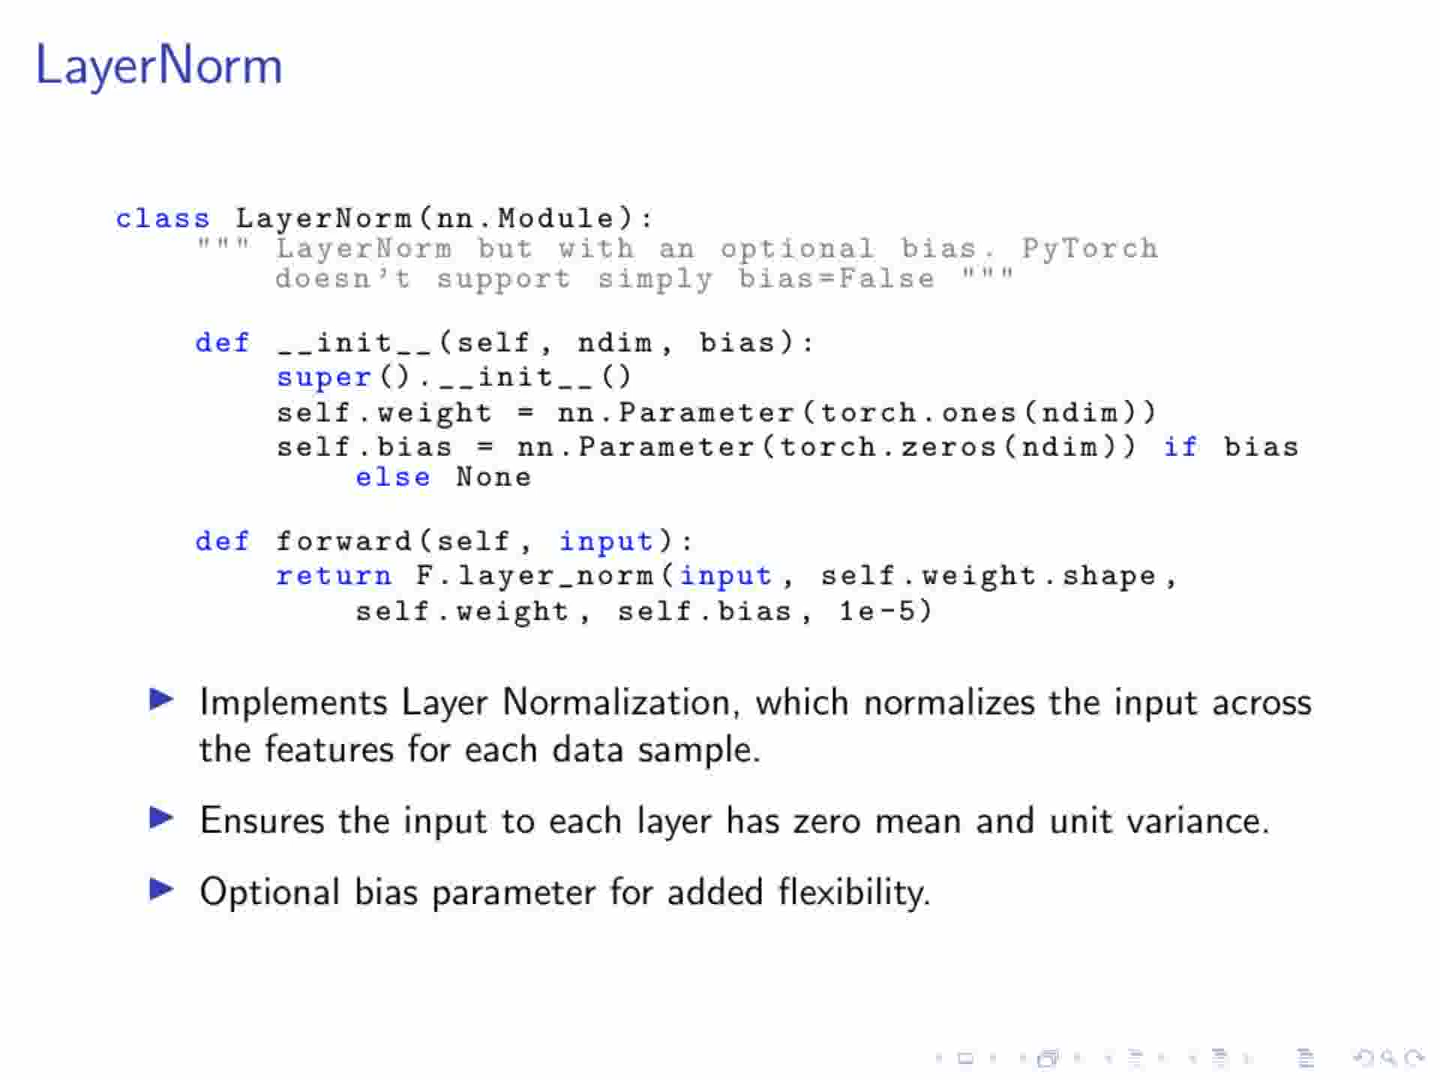 LayerNorm
class LayerNorm(nn.Module):
""" LayerNorm but with an optional bias. PyTorch
doesn't support simply bias=False """
def __init__(self, ndim, bias):
super().__init__()
self.weight = nn.Parameter(torch.ones(ndim))
self.bias = nn.Parameter(torch.zeros(ndim)) if bias
else None
def forward(self, input):
return F.layer_norm(input, self.weight.shape,
self.weight, self.bias, 1e-5)
Implements Layer Normalization, which normalizes the input across
the features for each data sample.
Ensures the input to each layer has zero mean and unit variance.
Optional bias parameter for added flexibility.